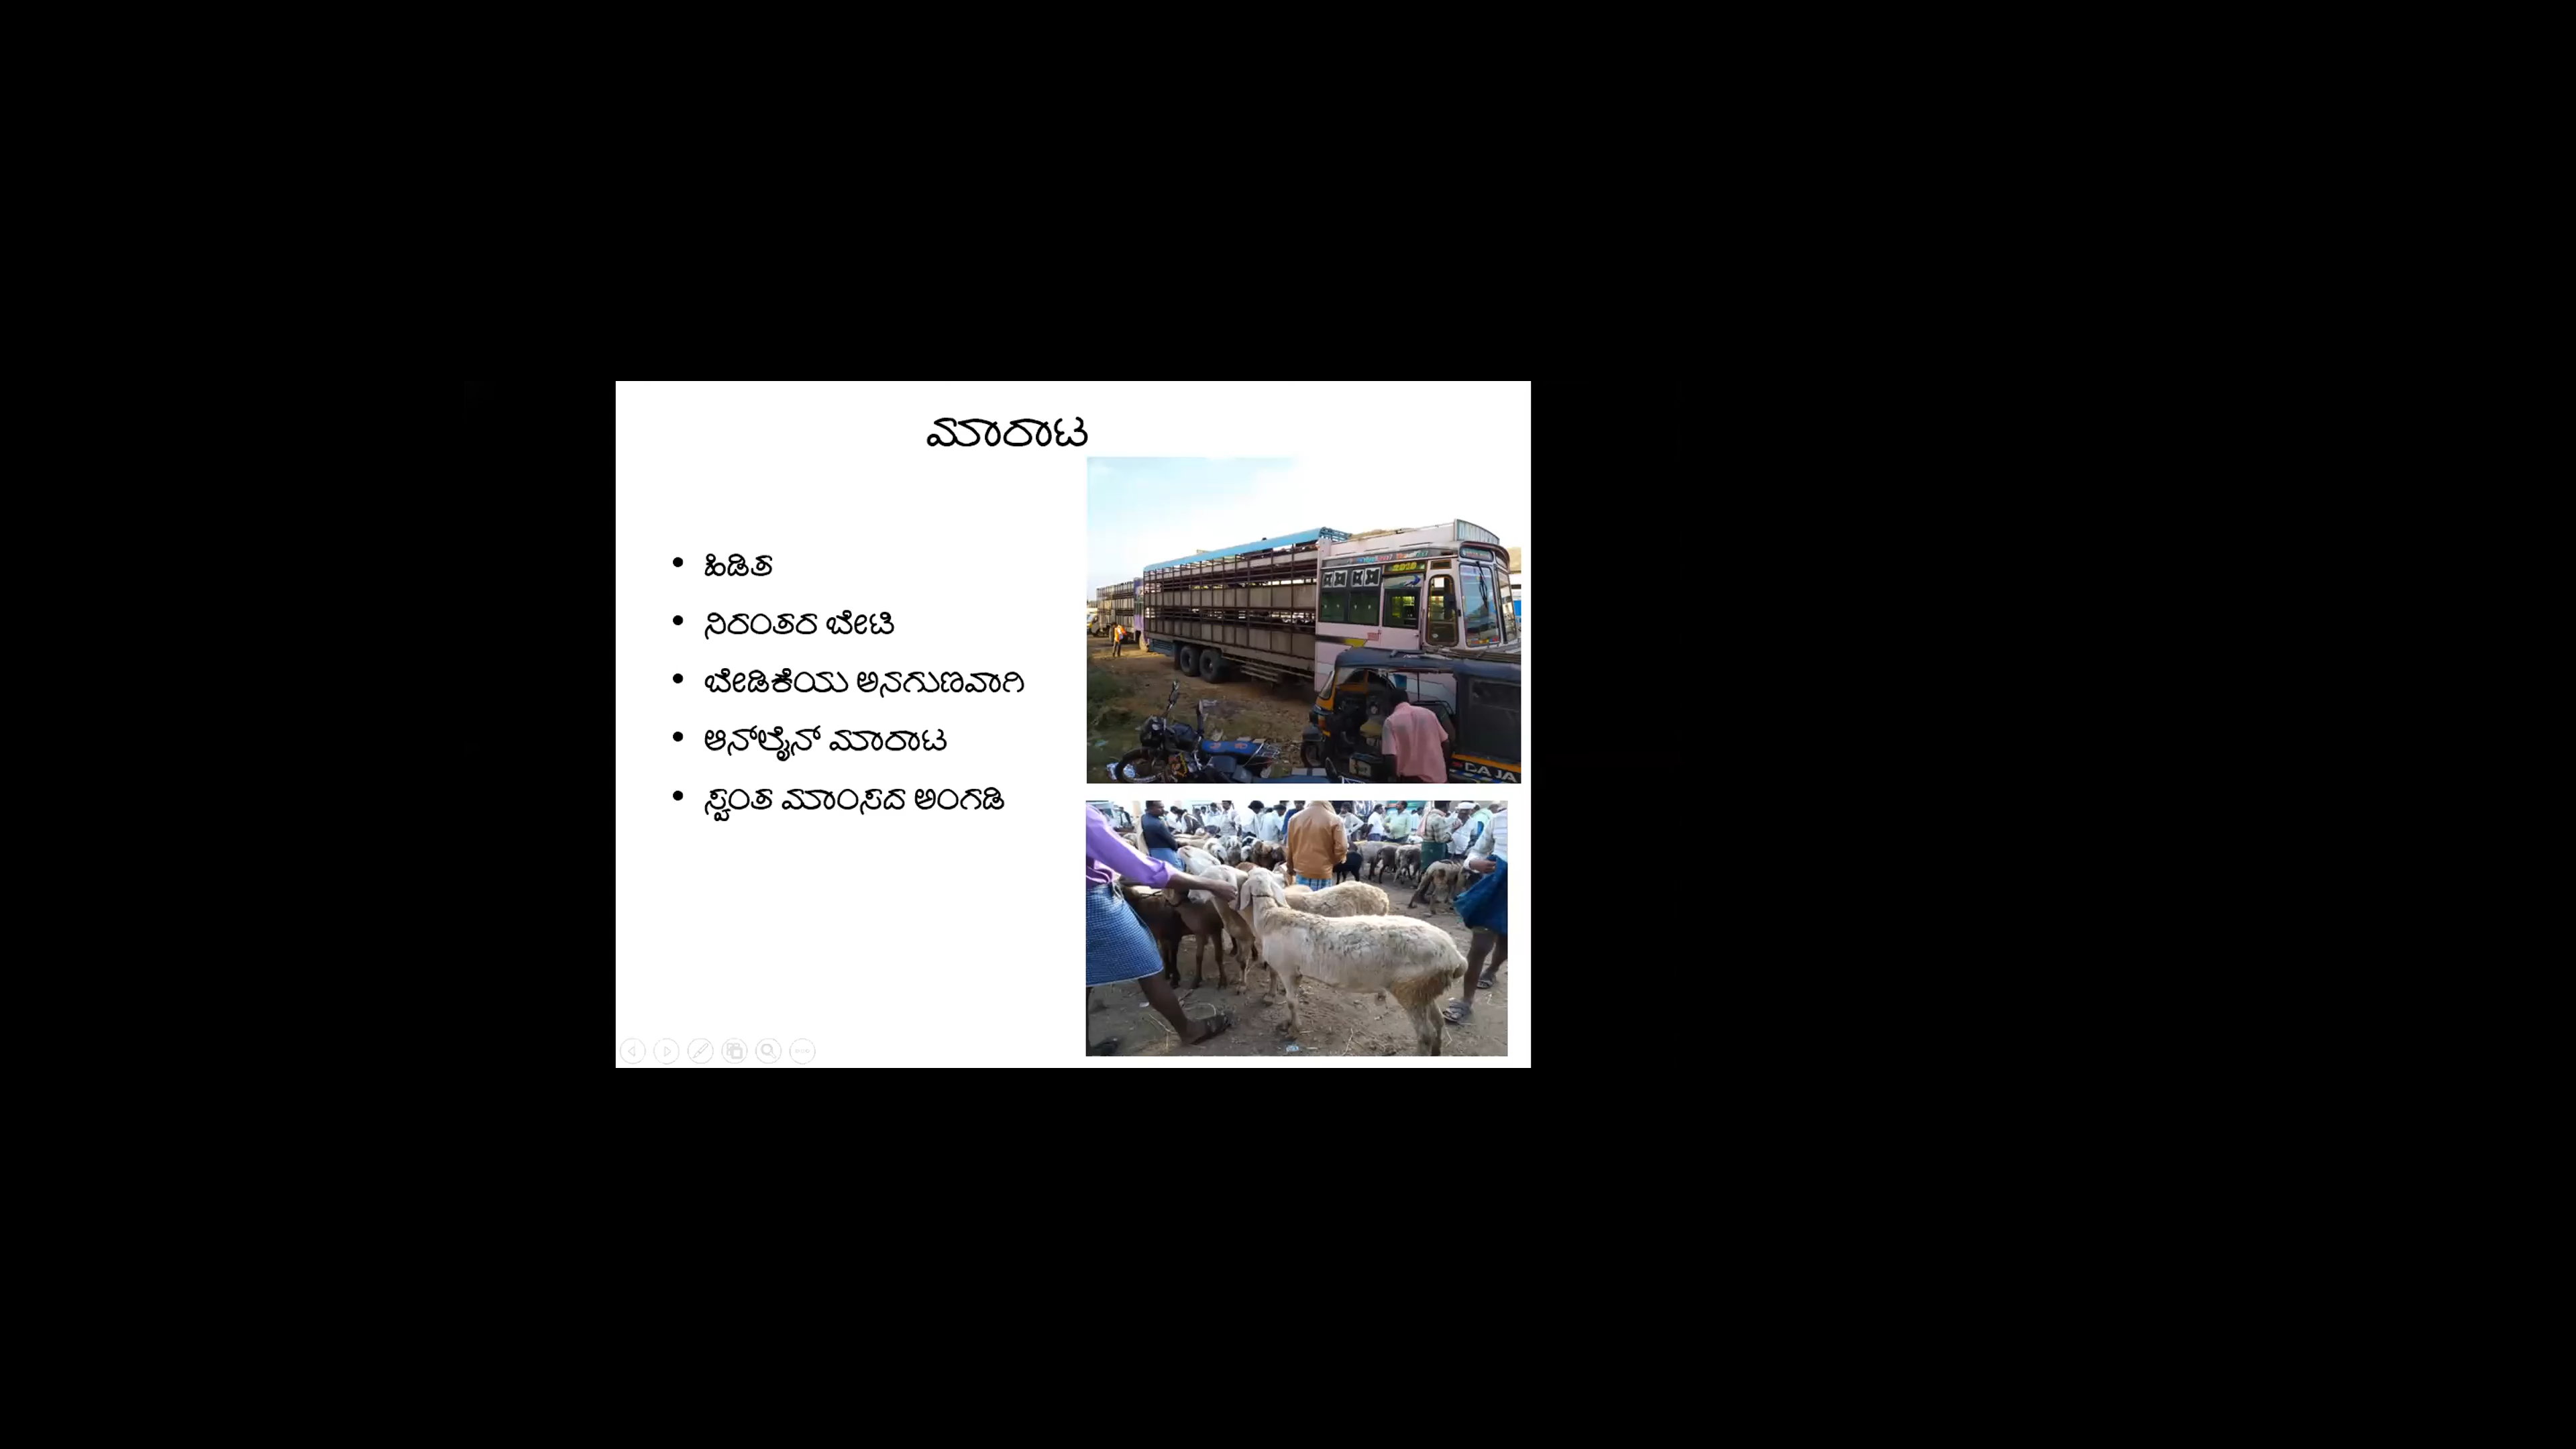 ಮಾರಾಟ
ಹಿಡಿತ
ನಿರಂತರ ಬೇಟಿ
ಬೇಡಿಕೆಯ ಅನಗುಣವಾಗಿ
ಆನ್‌ಲೈನ್ ಮಾರಾಟ
ಸ್ವಂತ ಮಾಂಸದ ಅಂಗಡಿ